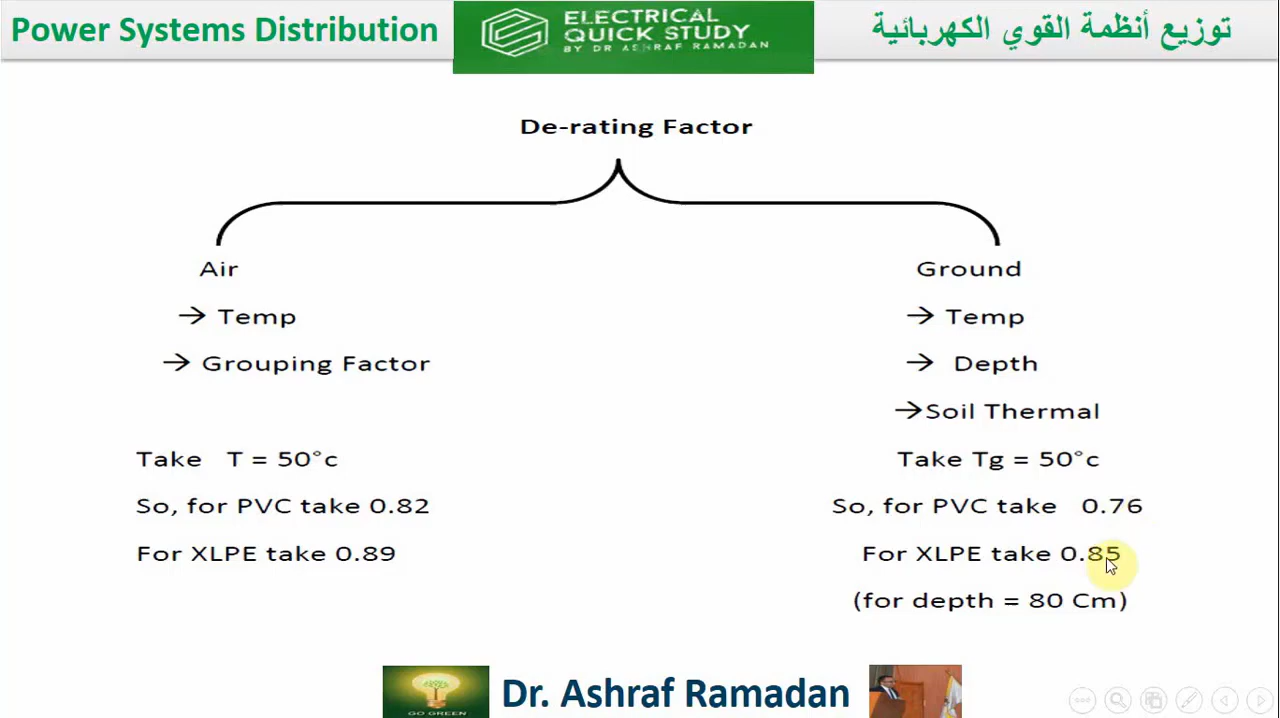 Power Systems Distribution
ELECTRICAL
QUICK STUDY
BY DR ASHRAF RAMADAN
توزيع أنظمة القوي الكهربائية
De-rating Factor
Air
→ Temp
→ Grouping Factor
Take T = 50°c
So, for PVC take 0.82
For XLPE take 0.89
Ground
→ Temp
→ Depth
→Soil Thermal
Take Tg = 50°c
So, for PVC take 0.76
For XLPE take 0.85
(for depth = 80 Cm)
GO GREEN
Dr. Ashraf Ramadan